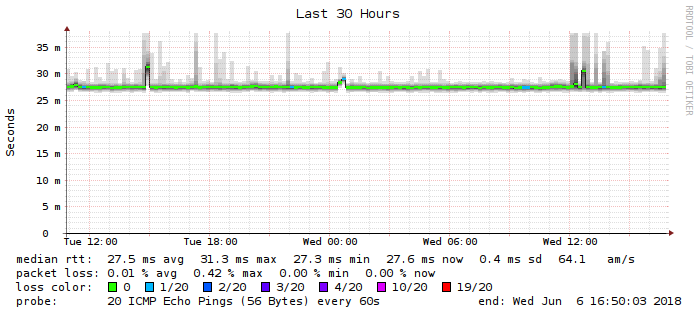 Last 30 Hours
RRDTOOL / TOBI OETIKER
Seconds
35 m
30 m
25 m
20 m
15 m
10 m
5 m
0
Tue 12:00 Tue 18:00 Wed 00:00 Wed 06:00 Wed 12:00
median rtt: 27.5 ms avg 31.3 ms max 27.3 ms min 27.6 ms now 0.4 ms sd 64.1 am/s
packet loss: 0.01 % avg 0.42 % max 0.00 % min 0.00 % now
loss color: 0 1/20 2/20 3/20 4/20 10/20 19/20
probe: 20 ICMP Echo Pings (56 Bytes) every 60s end: Wed Jun 6 16:50:03 2018